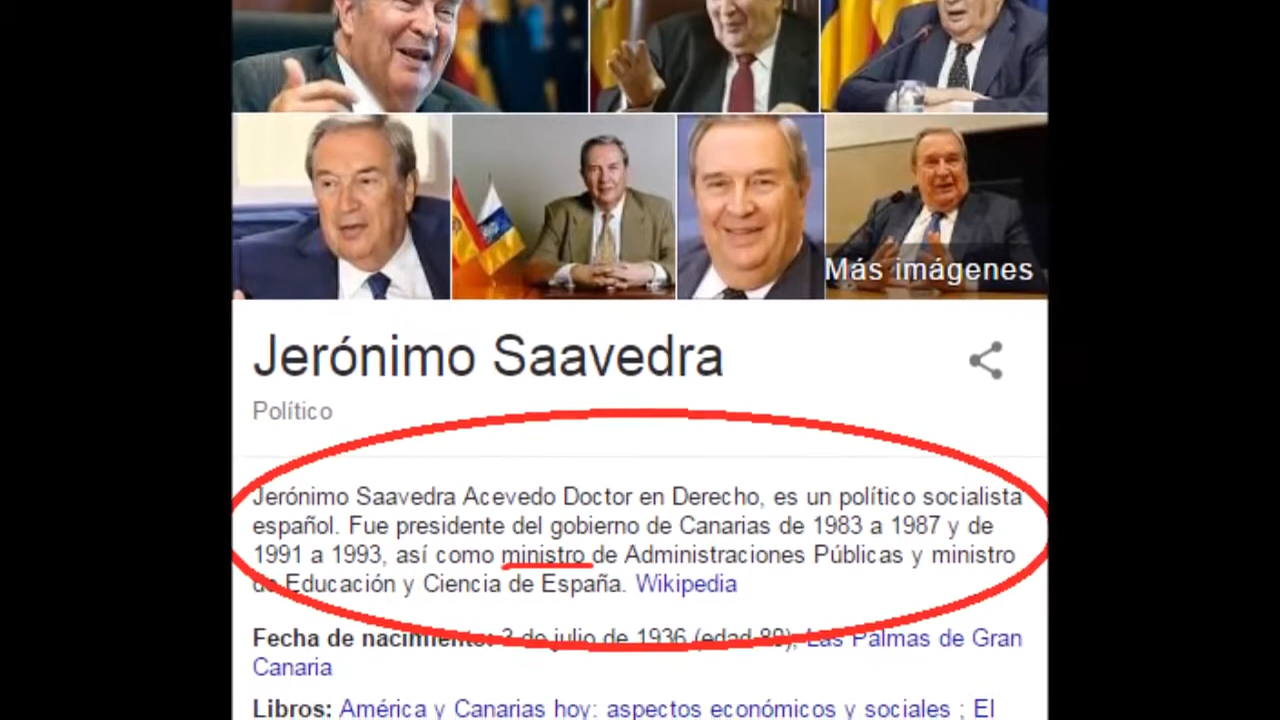 Más imágenes
Jerónimo Saavedra
Político
Jerónimo Saavedra Acevedo Doctor en Derecho, es un político socialista
español. Fue presidente del gobierno de Canarias de 1983 a 1987 y de
1991 a 1993, así como ministro de Administraciones Públicas y ministro
de Educación y Ciencia de España. Wikipedia
Fecha de nacimiento: 3 de julio de 1936 (edad 80), Las Palmas de Gran
Canaria
Libros: América y Canarias hoy: aspectos económicos y sociales ; El